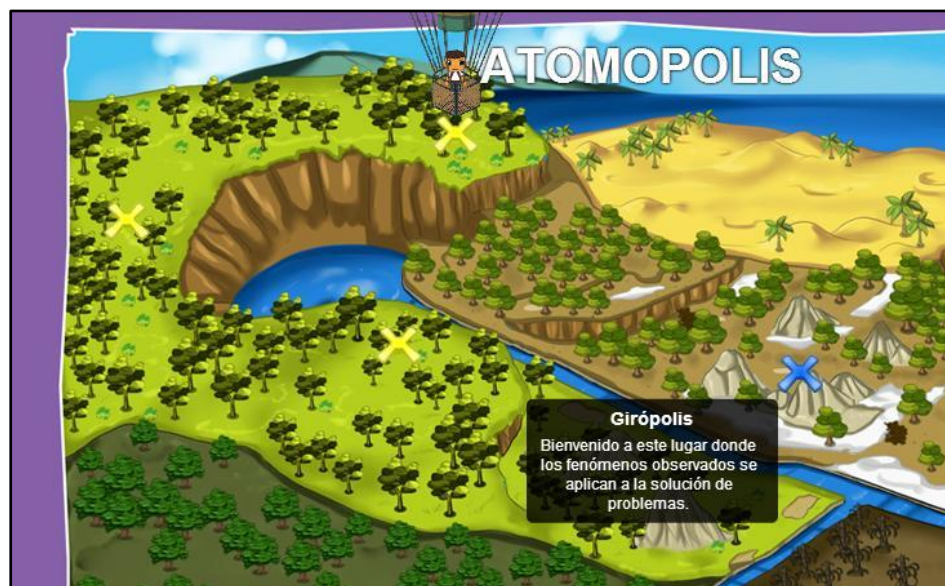 ATOMOPOLIS
Girópolis
Bienvenido a este lugar donde
los fenómenos observados se
aplican a la solución de
problemas.